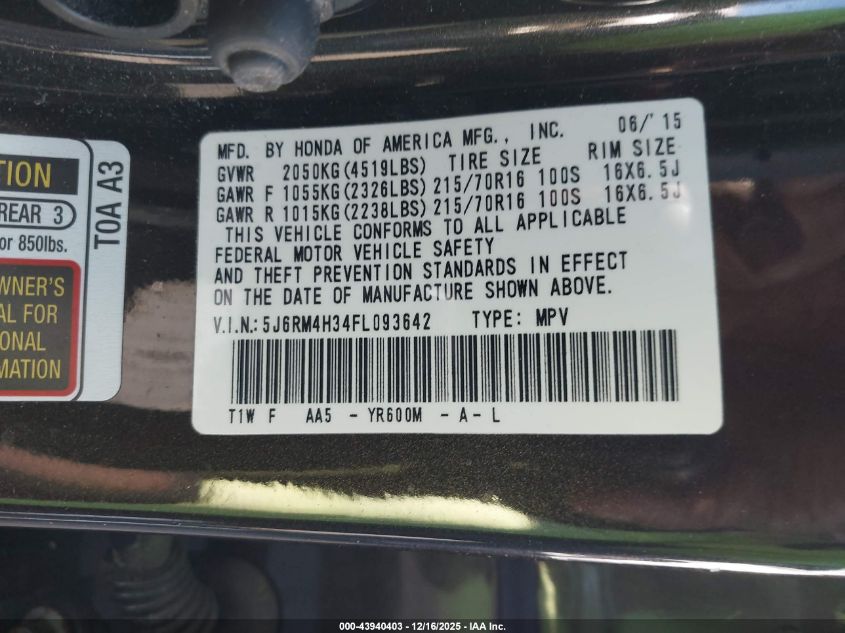 TION
REAR 3
or 850lbs.
WNER'S
AL FOR
ONAL
MATION
TOA A3
MFD. BY HONDA OF AMERICA MFG., INC. 06/'15
GVWR 2050KG(4519LBS) TIRE SIZE RIM SIZE
GAWR F 1055KG(2326LBS) 215/70R16 100S 16X6.5J
GAWR R 1015KG(2238LBS) 215/70R16 100S 16X6.5J
THIS VEHICLE CONFORMS TO ALL APPLICABLE
FEDERAL MOTOR VEHICLE SAFETY
AND THEFT PREVENTION STANDARDS IN EFFECT
ON THE DATE OF MANUFACTURE SHOWN ABOVE.
V.I.N.: 5J6RM4H34FL093642 TYPE: MPV
T1W F AA5 - YR600M - A - L
000-43940403 - 12/16/2025 - IAA Inc.